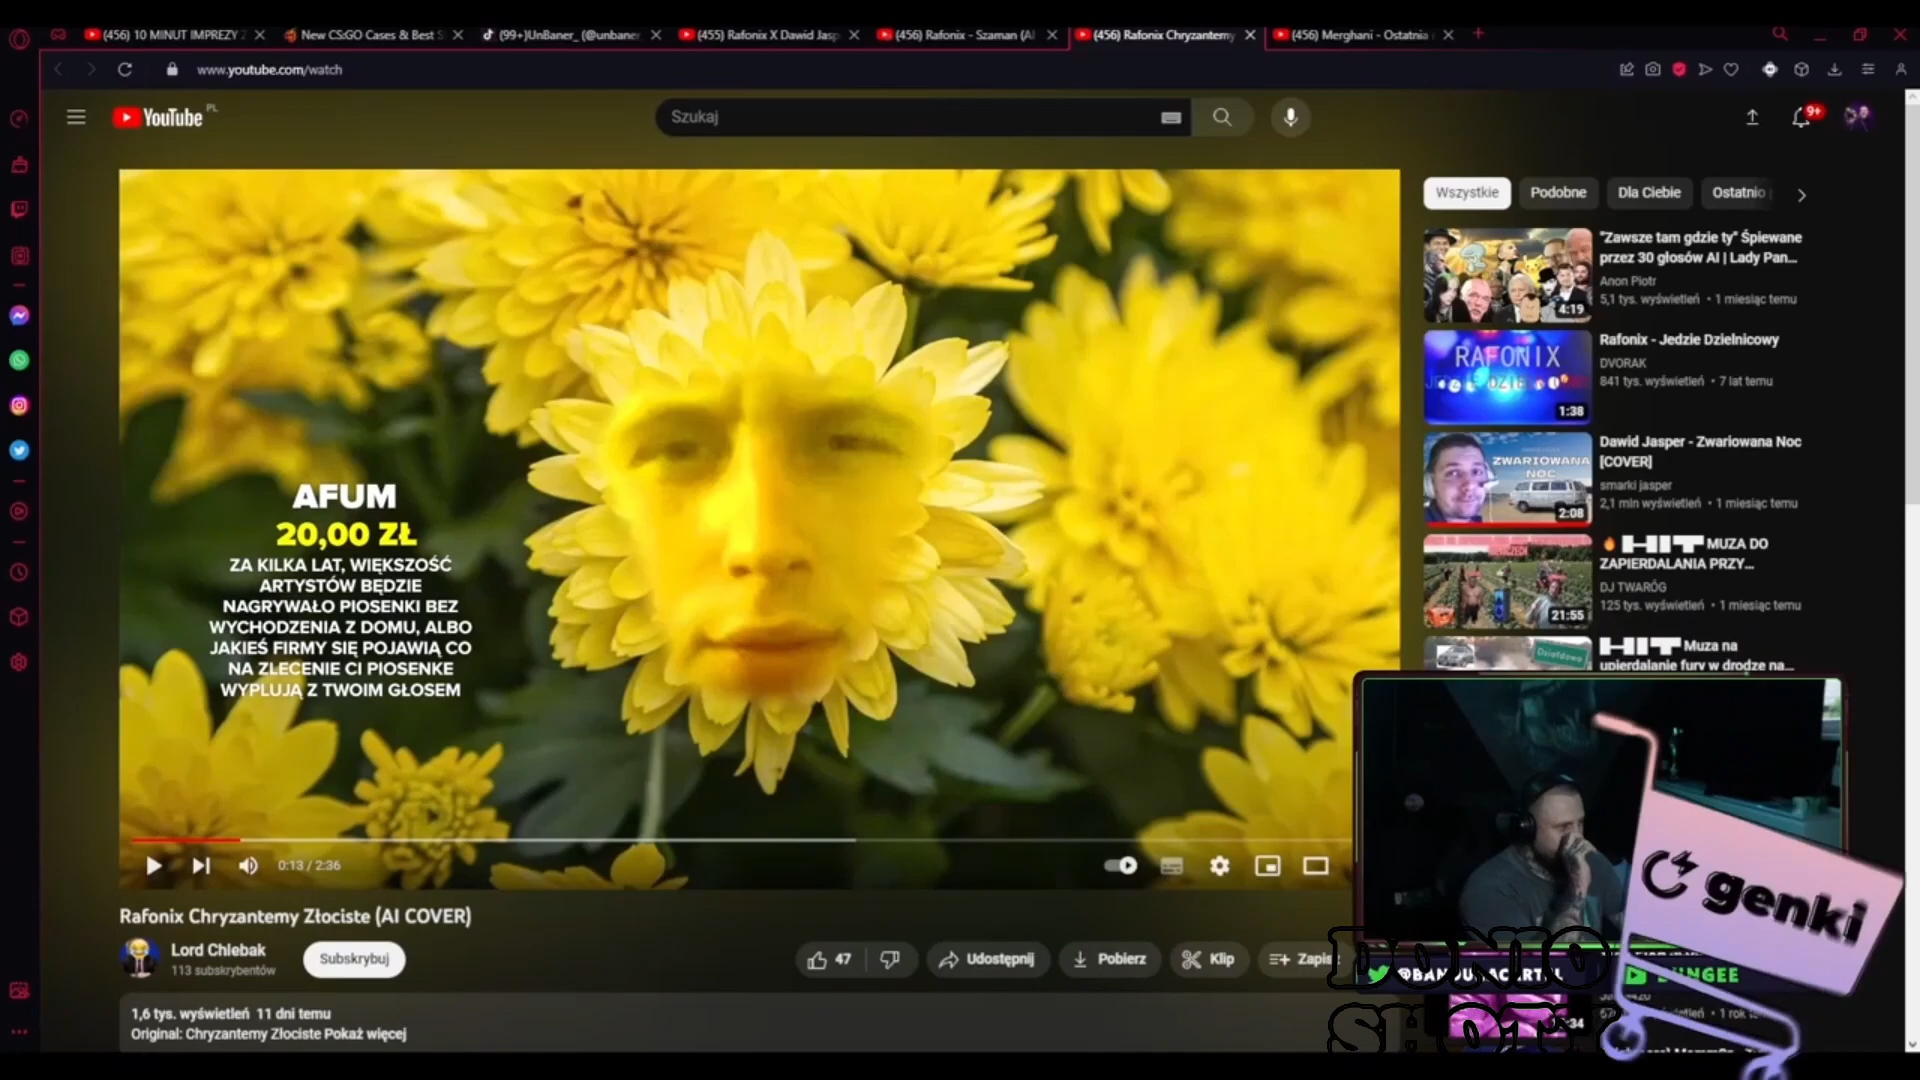 (456) 10 MINUT IMPREZY Z
New CS:GO Cases & Best S
(99+)UnBaner_ (@unbaner
(455) Rafonix X Dawid Jasp
(456) Rafonix - Szaman (AI
(456) Rafonix Chryzantemy
(456) Merghani - Ostatnia
www.youtube.com/watch
YouTube PL
Szukaj
9+
Wszystkie
Podobne
Dla Ciebie
Ostatnio
"Zawsze tam gdzie ty" Śpiewane
przez 30 głosów AI | Lady Pan...
Anon Piotr
5,1 tys. wyświetleń • 1 miesiąc temu
4:19
RAFONIX
Rafonix - Jedzie Dzielnicowy
DVORAK
841 tys. wyświetleń • 7 lat temu
1:38
ZWARIOWANA
NOC
Dawid Jasper - Zwariowana Noc
[COVER]
smarki jasper
2,1 mln wyświetleń • 1 miesiąc temu
2:08
HIT MUZA DO
ZAPIERDALANIA PRZY...
DJ TWARÓG
125 tys. wyświetleń • 1 miesiąc temu
21:55
Działdowo
HIT Muza na
upierdalanie fury w drodze na...
AFUM
20,00 ZŁ
ZA KILKA LAT, WIĘKSZOŚĆ
ARTYSTÓW BĘDZIE
NAGRYWAŁO PIOSENKI BEZ
WYCHODZENIA Z DOMU, ALBO
JAKIEŚ FIRMY SIĘ POJAWIĄ CO
NA ZLECENIE CI PIOSENKE
WYPLUJĄ Z TWOIM GŁOSEM
0:13 / 2:36
Rafonix Chryzantemy Złociste (AI COVER)
Lord Chlebak
113 subskrybentów
Subskrybuj
47
Udostępnij
Pobierz
Klip
Zapisz
1,6 tys. wyświetleń 11 dni temu
Original: Chryzantemy Złociste Pokaż więcej
genki
DONIO
SHOTY
:34
1 rok